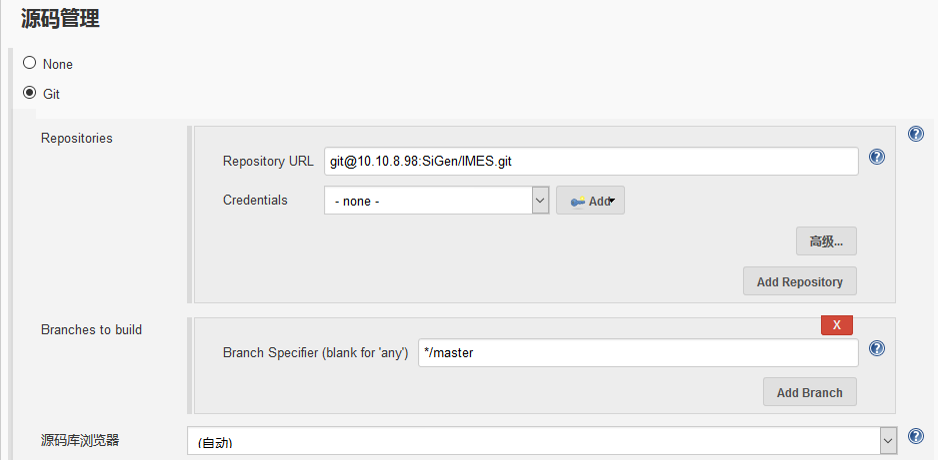 源码管理
None
Git
Repositories
Repository URL git@10.10.8.98:SiGen/IMES.git
Credentials - none - Add
高级...
Add Repository
Branches to build
X
Branch Specifier (blank for 'any') */master
Add Branch
源码库浏览器 (自动)